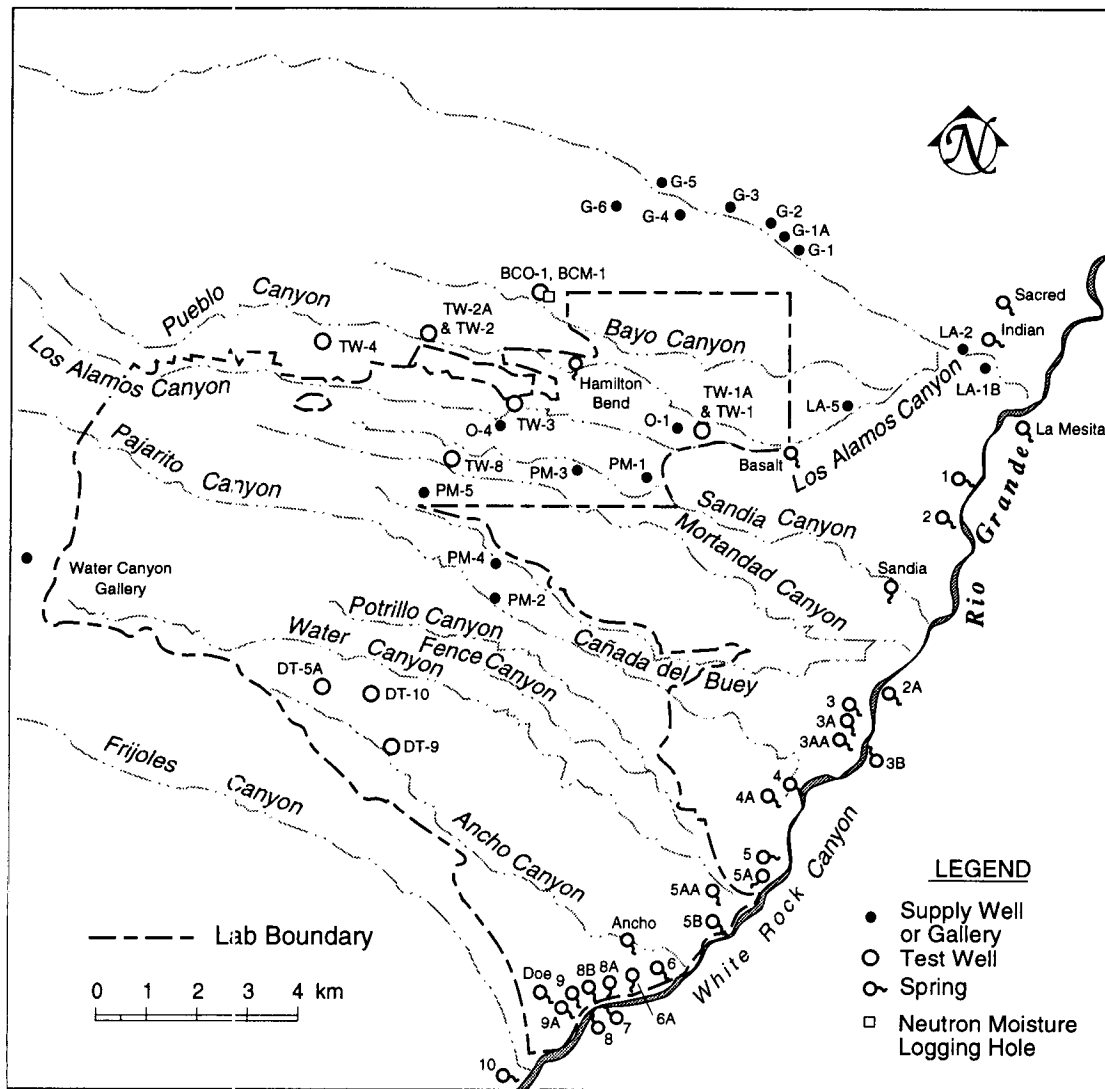 N
G-5
G-3
G-6
G-4
G-2
G-1A
G-1
BCO-1, BCM-1
Sacred
Pueblo Canyon
TW-2A
& TW-2
Bayo Canyon
LA-2
Indian
TW-4
Los Alamos Canyon
Hamilton
Bend
LA-1B
TW-1A
& TW-1
LA-5
O-4
TW-3
O-1
La Mesita
Los Alamos Canyon
Basalt
Pajarito Canyon
TW-8
PM-3
PM-1
1
PM-5
Sandia Canyon
2
Mortandad Canyon
Rio Grande
Water Canyon
Gallery
PM-4
Sandia
PM-2
Potrillo Canyon
Water Canyon
Fence Canyon
Cañada del Buey
DT-5A
DT-10
2A
3
3A
3AA
DT-9
3B
Frijoles Canyon
4
4A
Ancho Canyon
5
5A
5AA
5B
White Rock Canyon
LEGEND
Supply Well
or Gallery
Test Well
Spring
Neutron Moisture
Logging Hole
Lab Boundary
0 1 2 3 4 km
Ancho
Doe
9
8B
8A
6
9A
6A
7
8
10